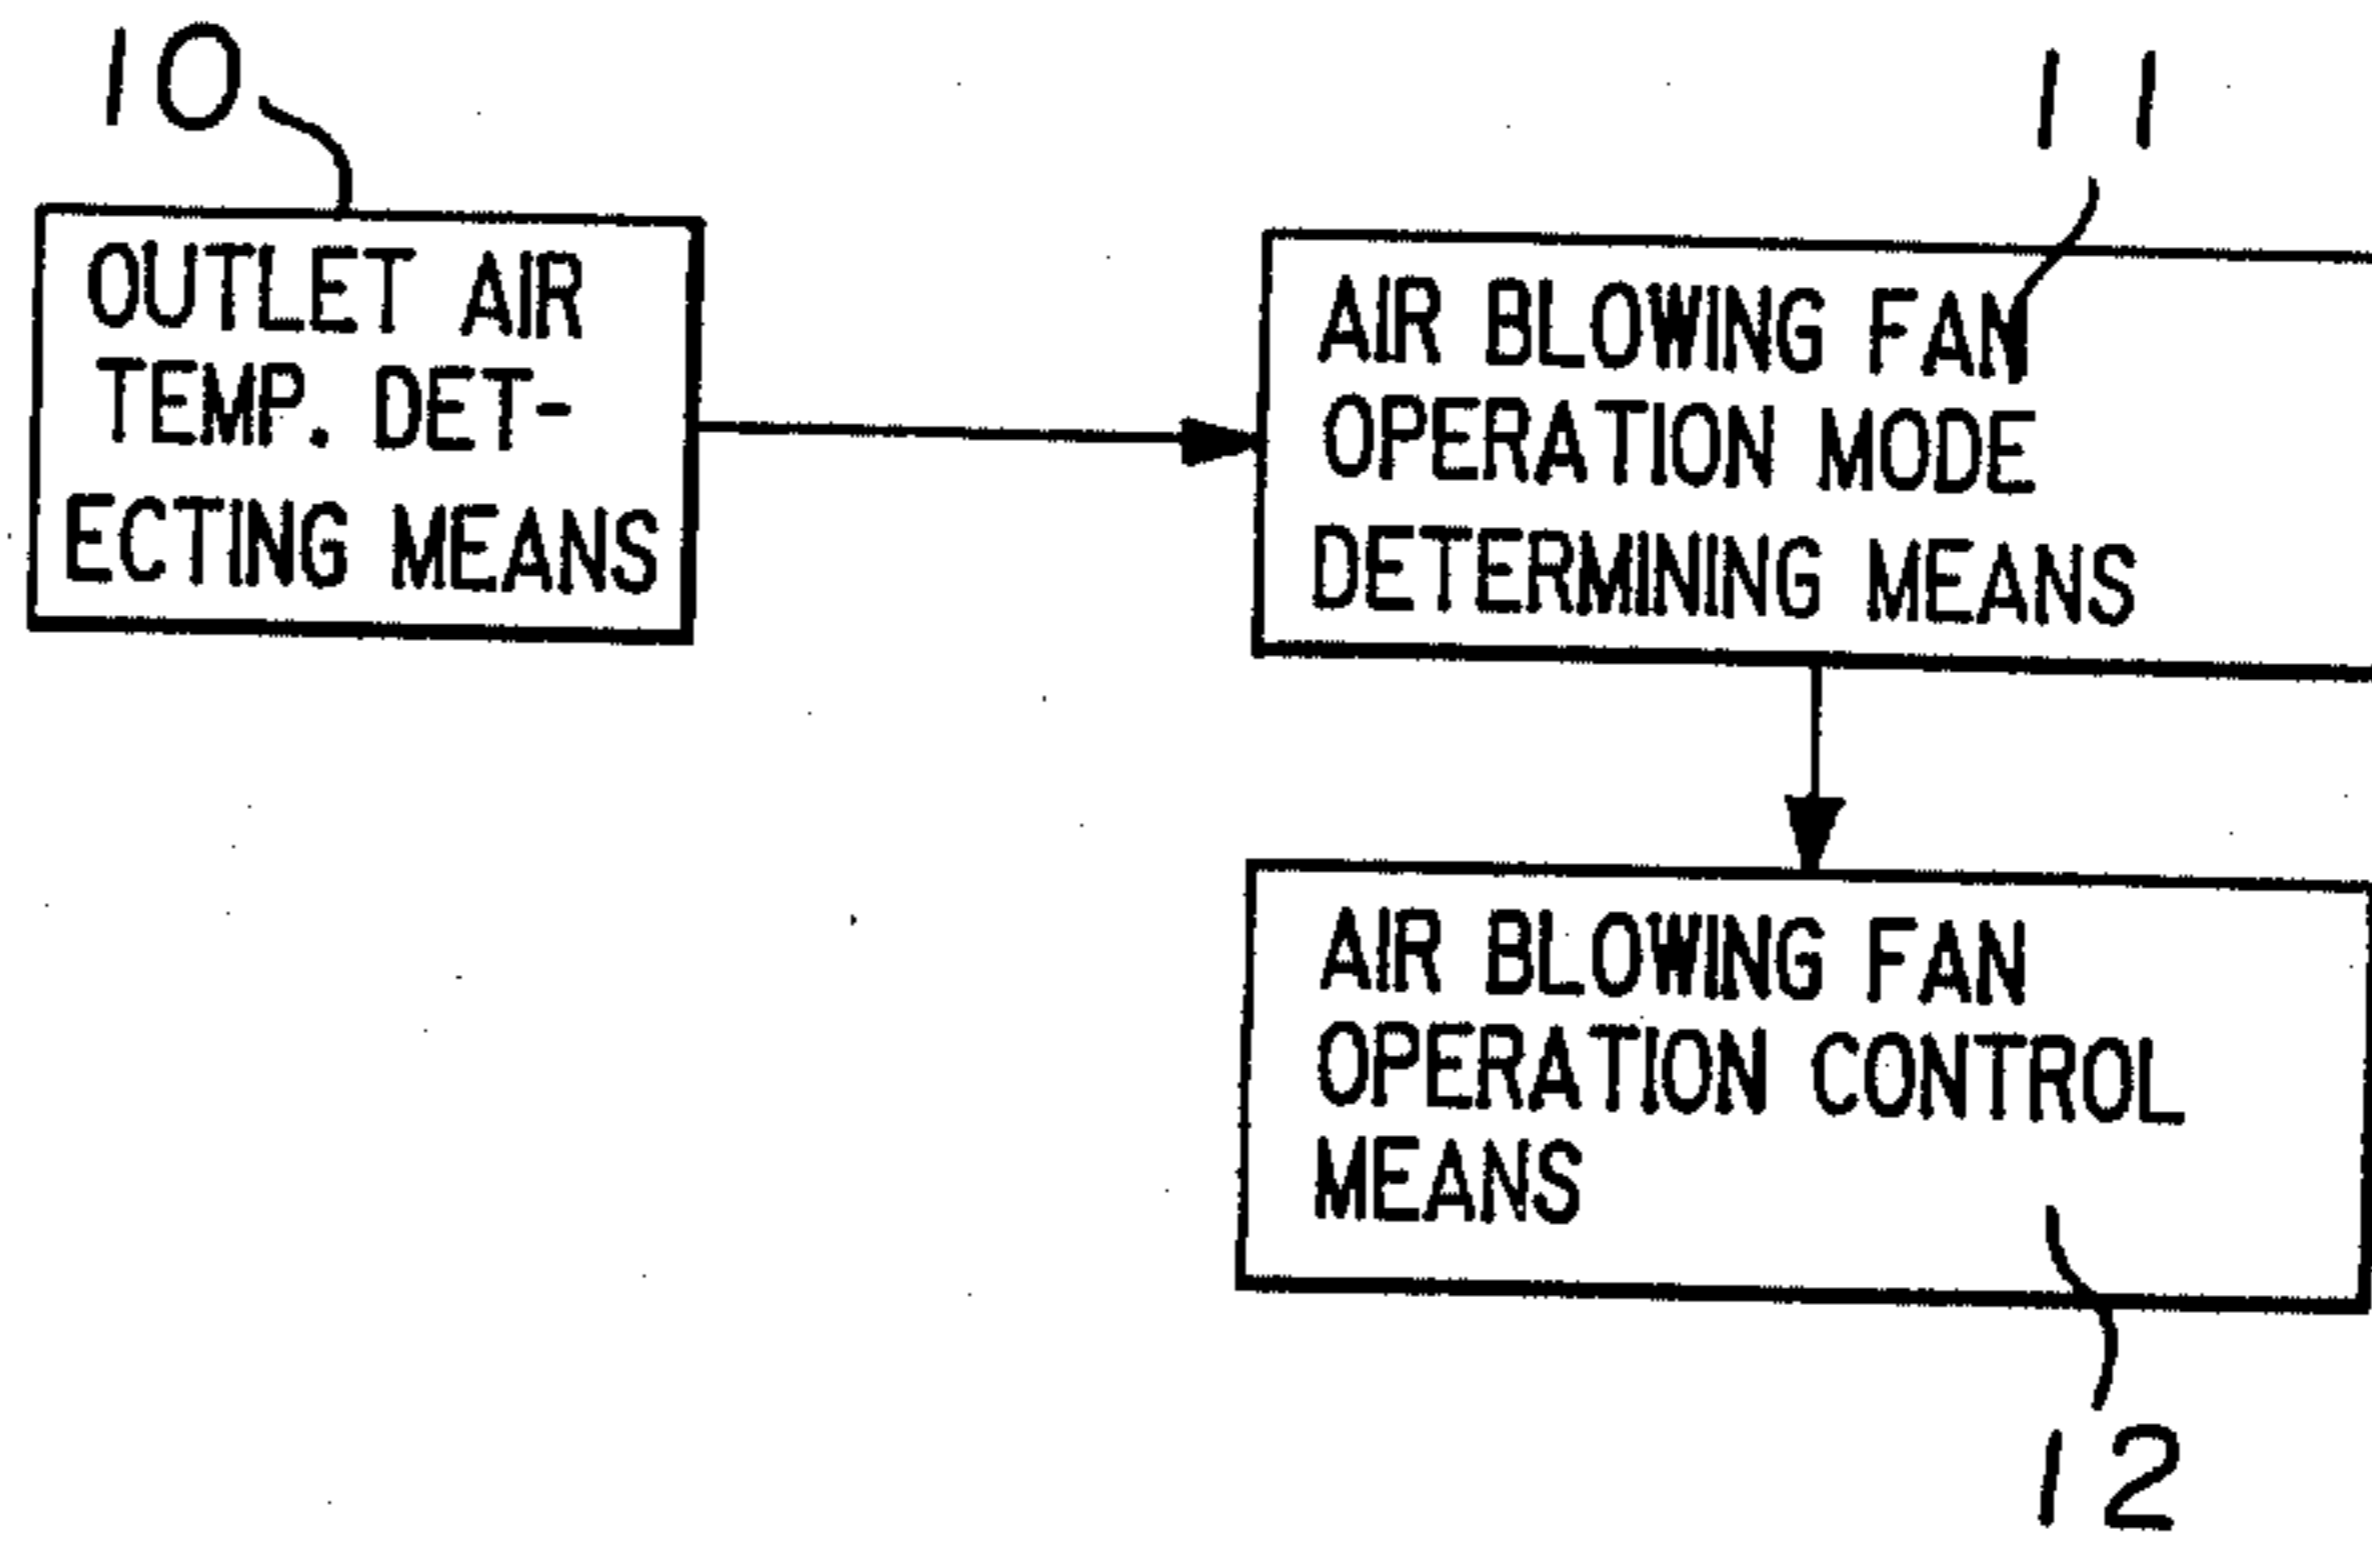 10
OUTLET AIR
TEMP. DET-
ECTING MEANS
11
AIR BLOWING FAN
OPERATION MODE
DETERMINING MEANS
AIR BLOWING FAN
OPERATION CONTROL
MEANS
12